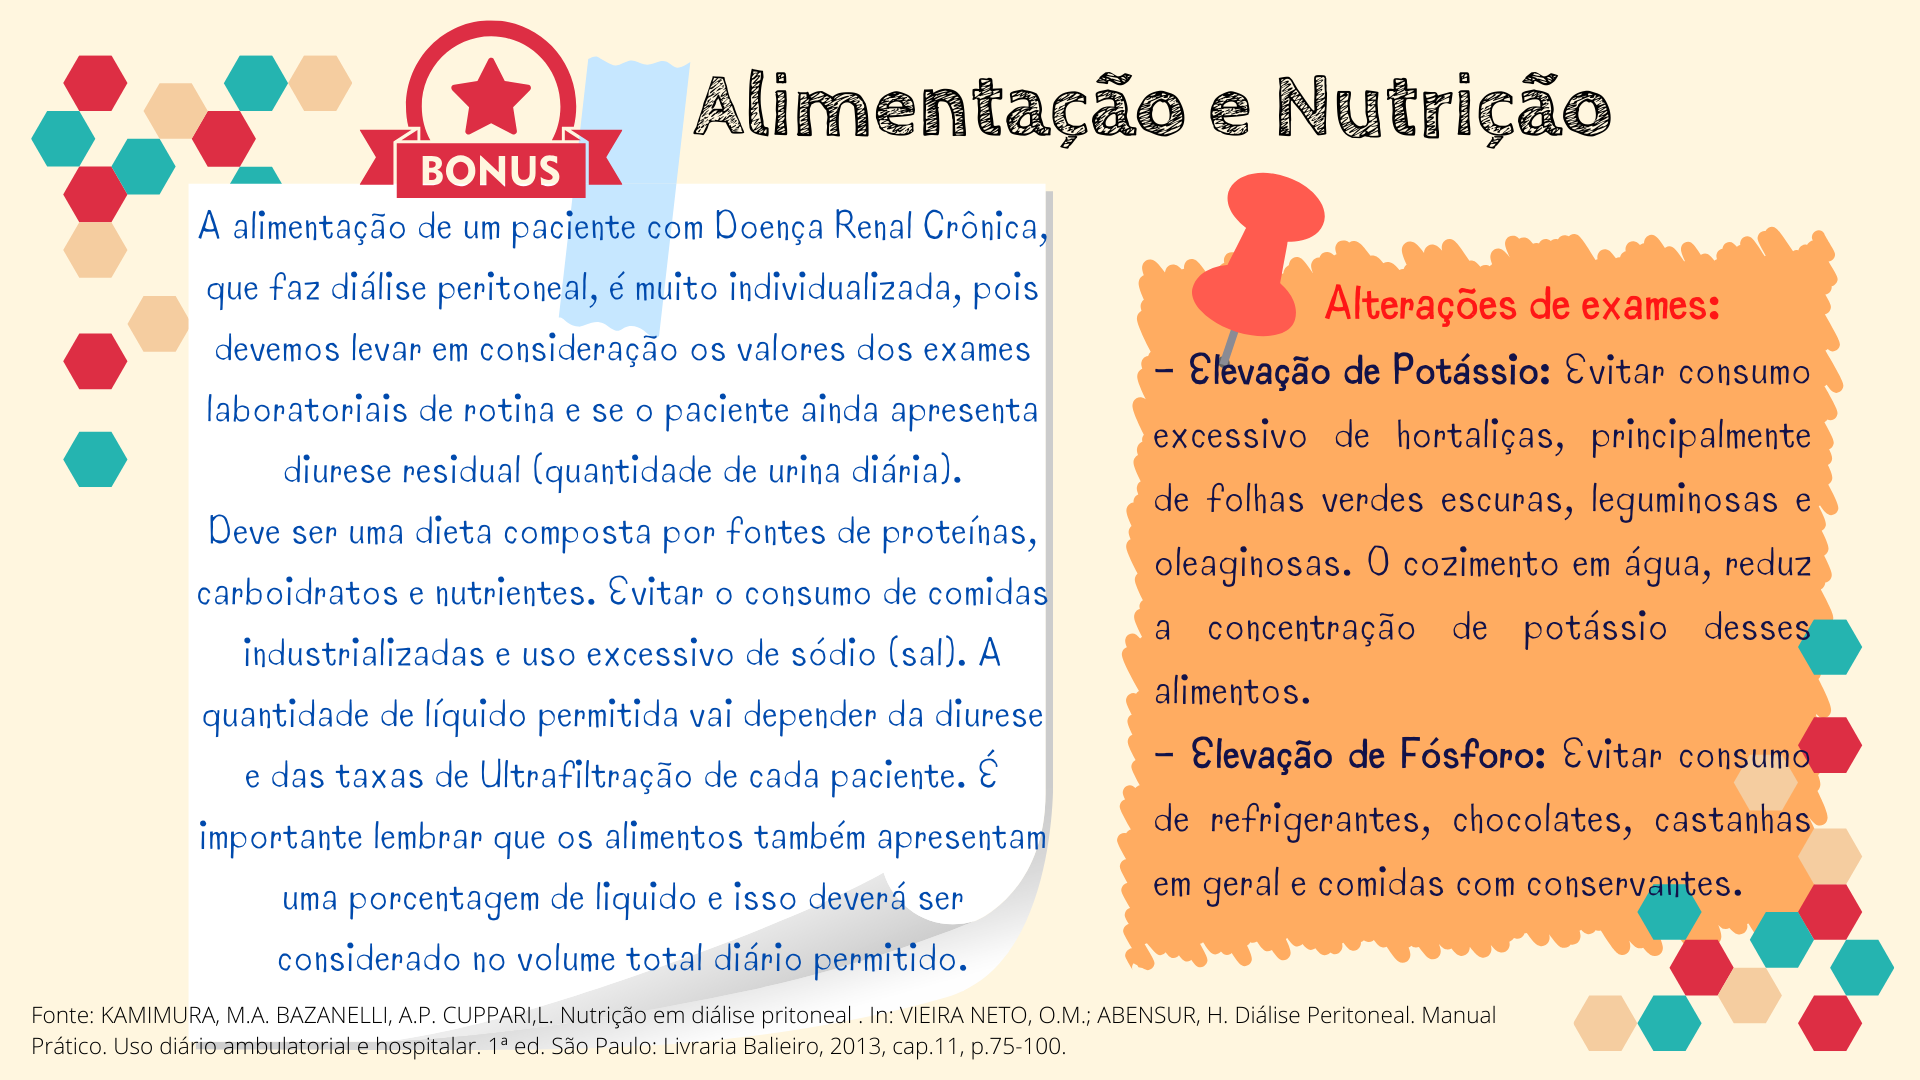 BONUS
Alimentação e Nutrição
A alimentação de um paciente com Doença Renal Crônica,
que faz diálise peritoneal, é muito individualizada, pois
devemos levar em consideração os valores dos exames
laboratoriais de rotina e se o paciente ainda apresenta
diurese residual (quantidade de urina diária).
Deve ser uma dieta composta por fontes de proteínas,
carboidratos e nutrientes. Evitar o consumo de comidas
industrializadas e uso excessivo de sódio (sal). A
quantidade de líquido permitida vai depender da diurese
e das taxas de Ultrafiltração de cada paciente. É
importante lembrar que os alimentos também apresentam
uma porcentagem de liquido e isso deverá ser
considerado no volume total diário permitido.
Alterações de exames:
- Elevação de Potássio: Evitar consumo
excessivo de hortaliças, principalmente
de folhas verdes escuras, leguminosas e
oleaginosas. O cozimento em água, reduz
a concentração de potássio desses
alimentos.
- Elevação de Fósforo: Evitar consumo
de refrigerantes, chocolates, castanhas
em geral e comidas com conservantes.
Fonte: KAMIMURA, M.A. BAZANELLI, A.P. CUPPARI,L. Nutrição em diálise pritoneal . In: VIEIRA NETO, O.M.; ABENSUR, H. Diálise Peritoneal. Manual
Prático. Uso diário ambulatorial e hospitalar. 1ª ed. São Paulo: Livraria Balieiro, 2013, cap.11, p.75-100.